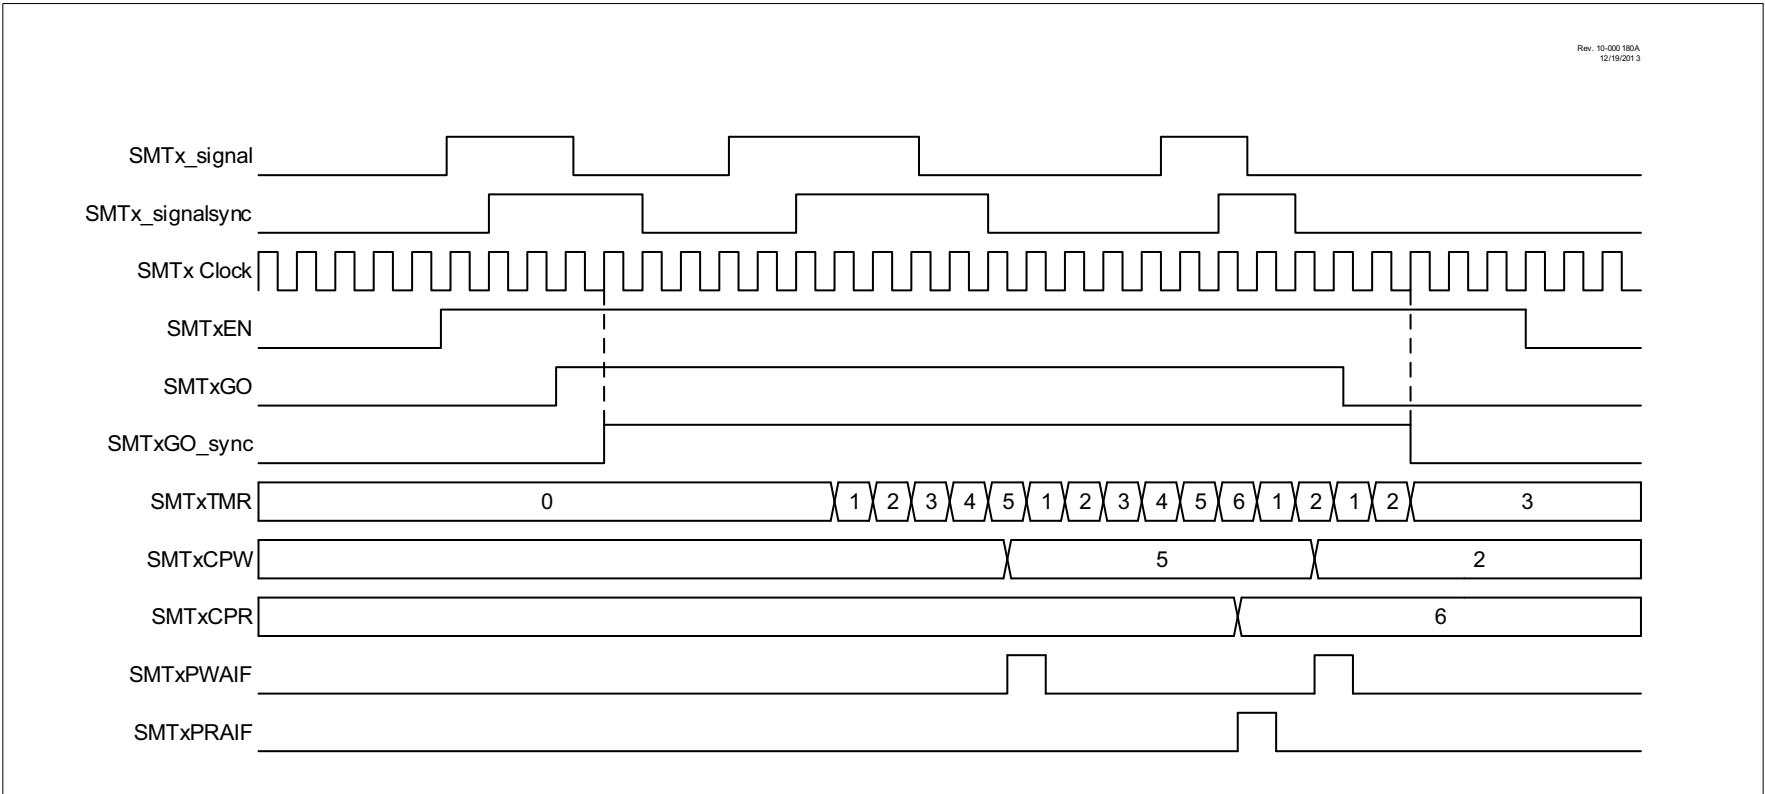 Rev. 10-000 180A
12/19/201 3
SMTx_signal
SMTx_signalsync
SMTx Clock
SMTxEN
SMTxGO
SMTxGO_sync
SMTxTMR 0 1 2 3 4 5 1 2 3 4 5 6 1 2 1 2 3
SMTxCPW 5 2
SMTxCPR 6
SMTxPWAIF
SMTxPRAIF